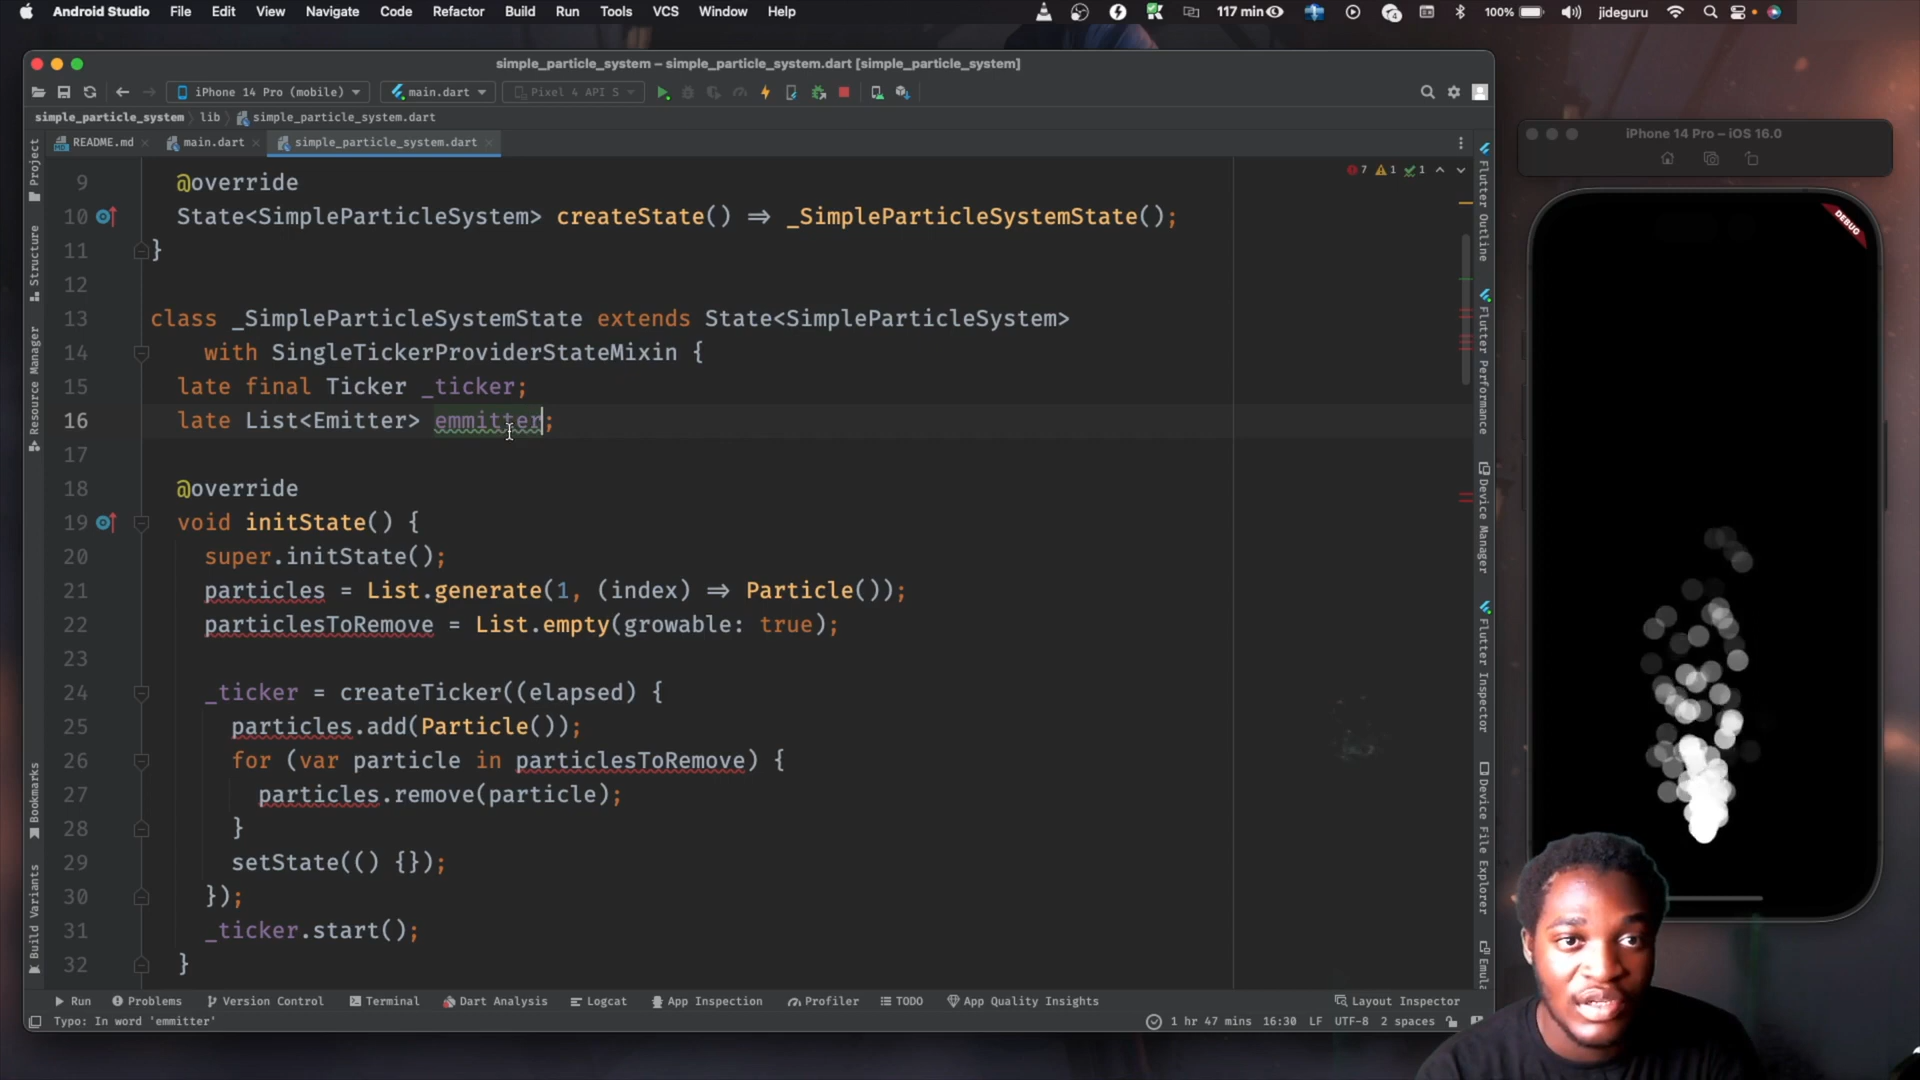 Android Studio File Edit View Navigate Code Refactor Build Run Tools VCS Window Help 117 min 4 100% jideguru
simple_particle_system – simple_particle_system.dart [simple_particle_system]
iPhone 14 Pro (mobile) main.dart Pixel 4 API S
simple_particle_system lib simple_particle_system.dart
README.md main.dart simple_particle_system.dart
7 1 1
9 @override
10 State<SimpleParticleSystem> createState() => _SimpleParticleSystemState();
11 }
12
13 class _SimpleParticleSystemState extends State<SimpleParticleSystem>
14 with SingleTickerProviderStateMixin {
15 late final Ticker _ticker;
16 late List<Emitter> emmitter;
17
18 @override
19 void initState() {
20 super.initState();
21 particles = List.generate(1, (index) => Particle());
22 particlesToRemove = List.empty(growable: true);
23
24 _ticker = createTicker((elapsed) {
25 particles.add(Particle());
26 for (var particle in particlesToRemove) {
27 particles.remove(particle);
28 }
29 setState(() {});
30 });
31 _ticker.start();
32 }
Project
Structure
Resource Manager
Bookmarks
Build Variants
Flutter Outline
Flutter Performance
Device Manager
Flutter Inspector
Device File Explorer
Emula
Run Problems Version Control Terminal Dart Analysis Logcat App Inspection Profiler TODO App Quality Insights Layout Inspector
Typo: In word 'emmitter' 1 hr 47 mins 16:30 LF UTF-8 2 spaces
iPhone 14 Pro – iOS 16.0
DEBUG